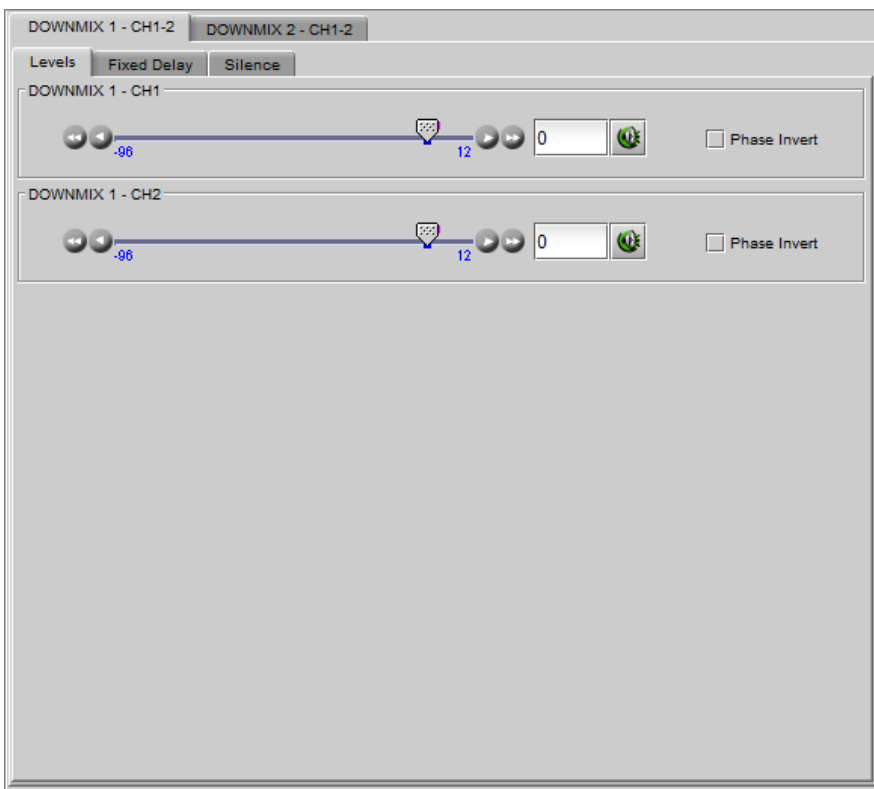 DOWNMIX 1 - CH1-2 DOWNMIX 2 - CH1-2
Levels Fixed Delay Silence
DOWNMIX 1 - CH1
-96 12 0 Phase Invert
DOWNMIX 1 - CH2
-96 12 0 Phase Invert